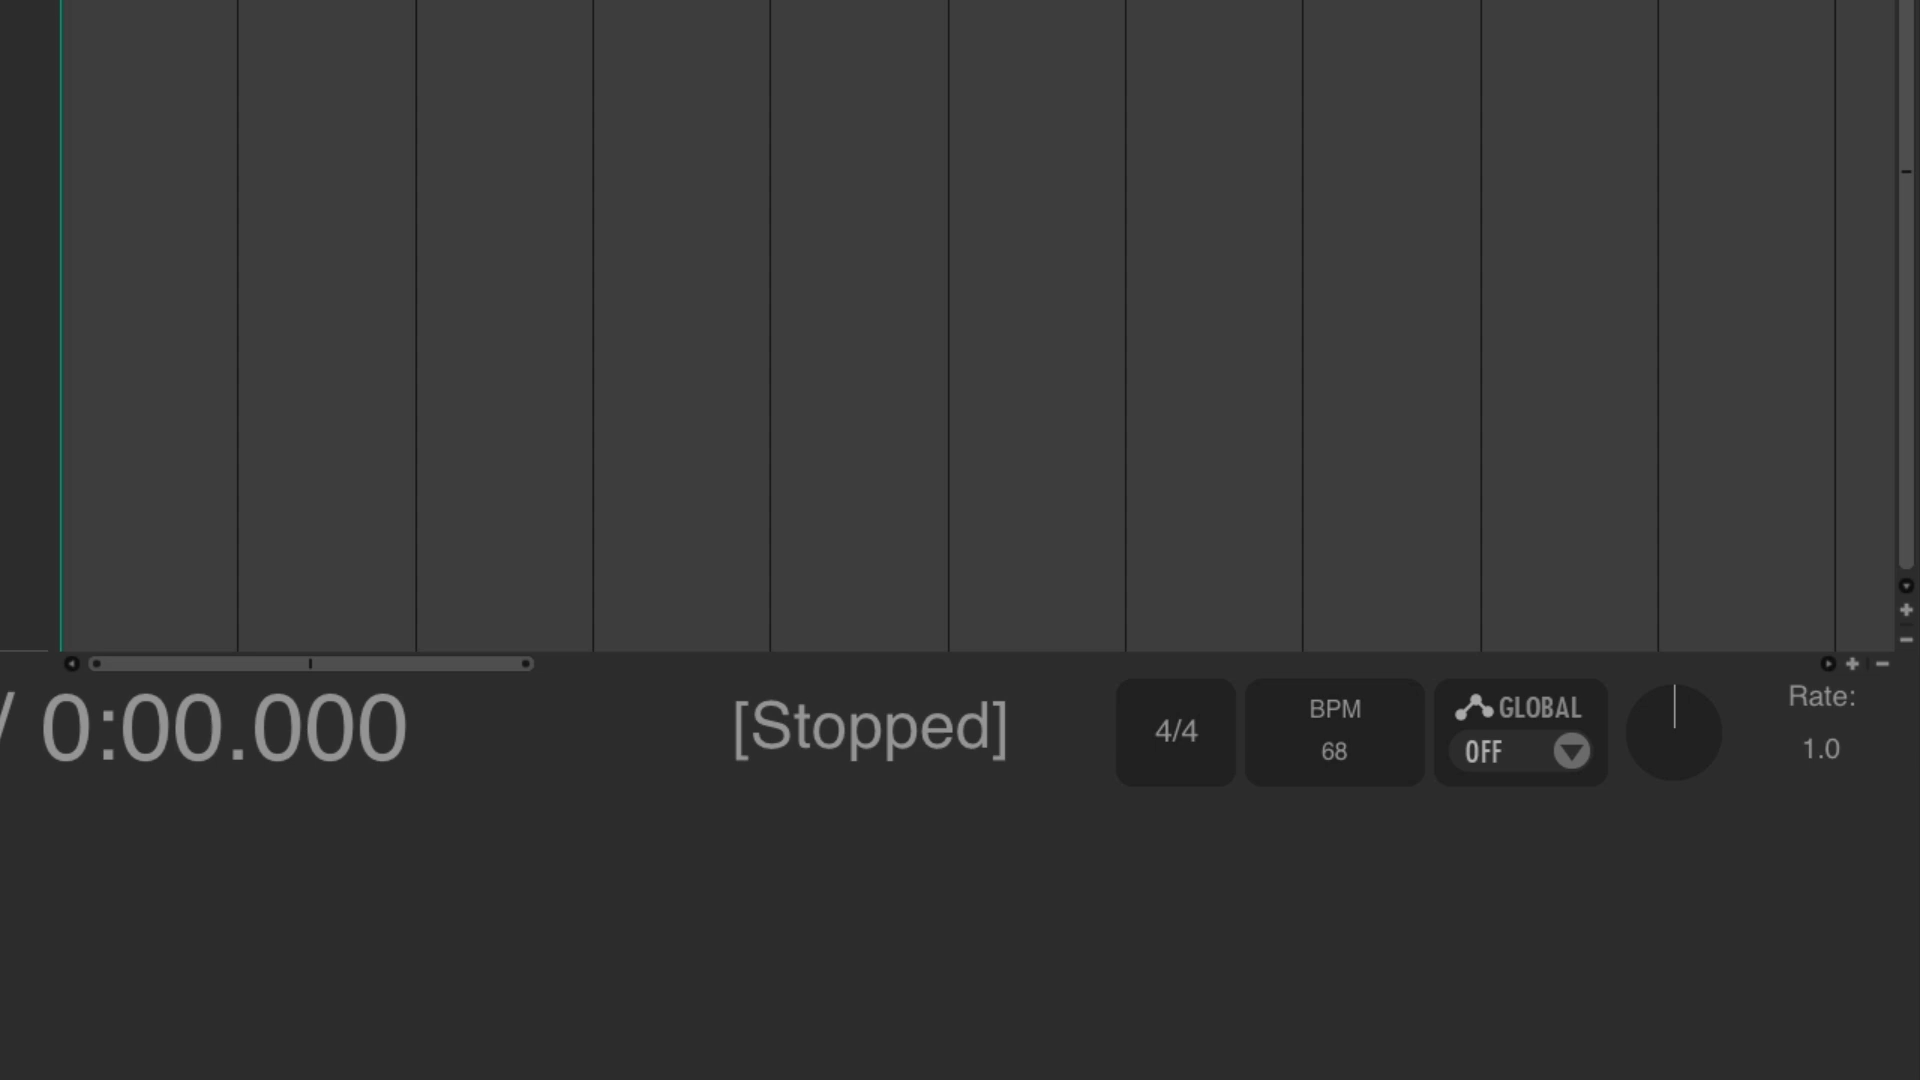 / 0:00.000
[Stopped]
4/4
BPM
68
GLOBAL
OFF
Rate:
1.0